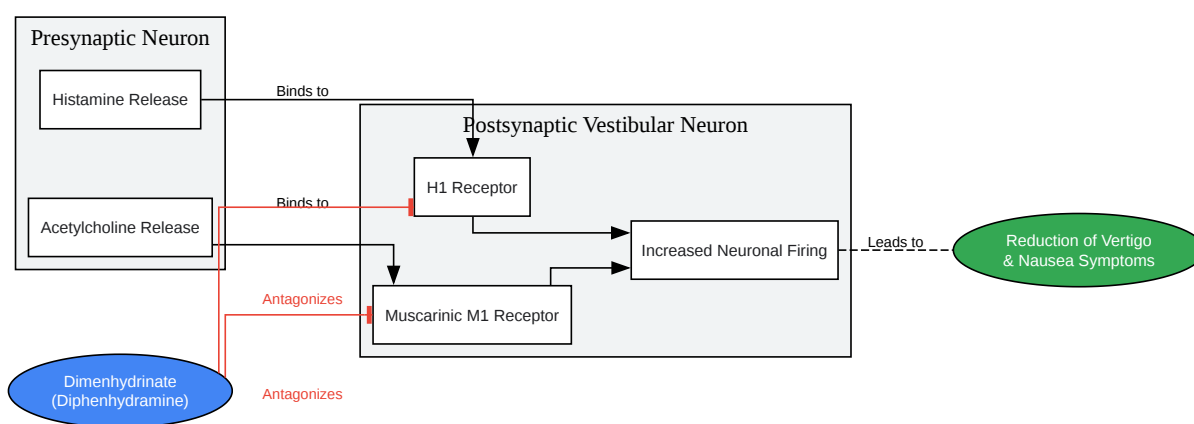 Presynaptic Neuron
Histamine Release
Binds to
Postsynaptic Vestibular Neuron
H1 Receptor
Binds to
Acetylcholine Release
Increased Neuronal Firing
Leads to
Reduction of Vertigo
& Nausea Symptoms
Antagonizes
Muscarinic M1 Receptor
Dimenhydrinate
(Diphenhydramine)
Antagonizes